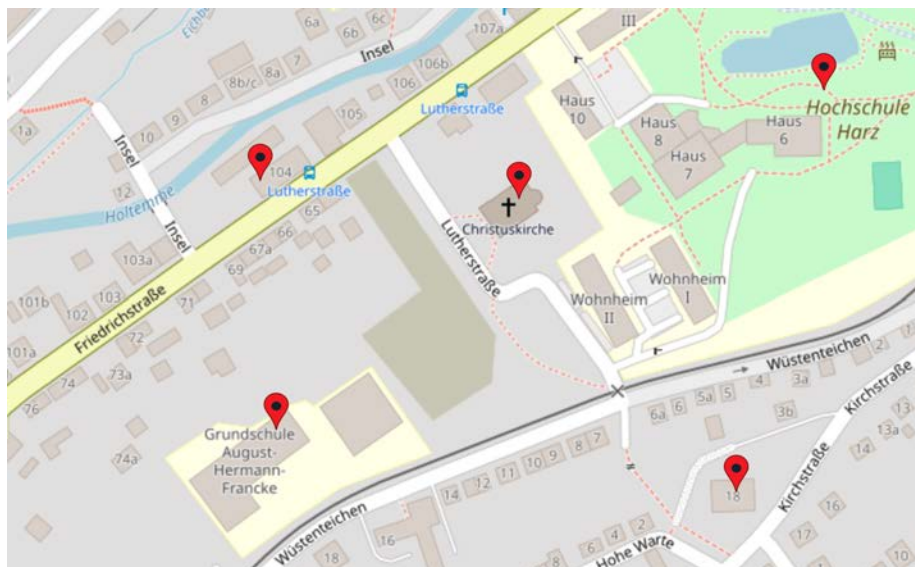 Eichb
6a
6b
6c
107a
III
Insel
7
8a
8b/c
8
9
10
106b
106
Lutherstraße
105
Haus
10
Haus
8
Haus
7
Haus
6
Hochschule
Harz
1a
Insel
12
Holtemme
104
Lutherstraße
65
66
67a
69
71
Insel
103a
103
102
101b
101a
Friedrichstraße
72
73a
74
76
74a
Christuskirche
Lutherstraße
Wohnheim
II
Wohnheim
I
Wüstenteichen
2
3a
4
5
5a
6
6a
3b
Kirchstraße
13
13a
14
Grundschule
August-
Hermann-
Francke
7
8
9
10
11
12
14
16
18
Wüstenteichen
18
Kirchstraße
17
16
2
4
6
8
Hohe Warte
10